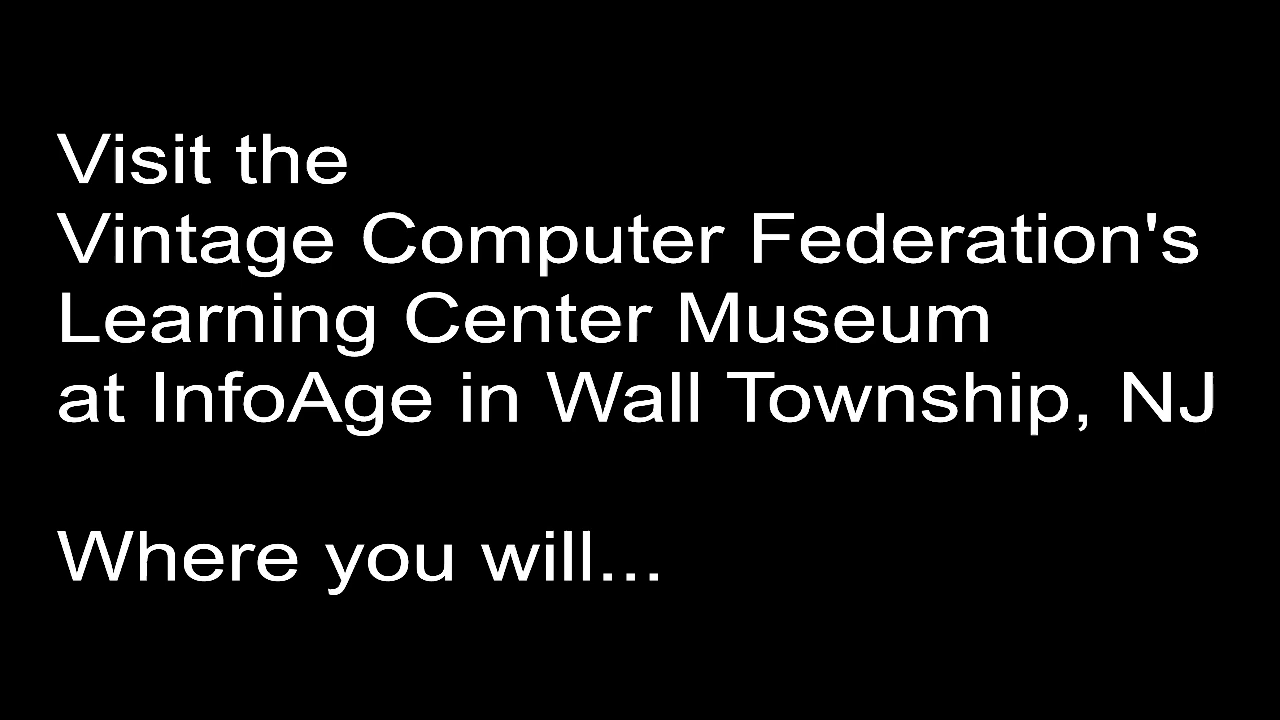 Visit the
Vintage Computer Federation's
Learning Center Museum
at InfoAge in Wall Township, NJ
Where you will...